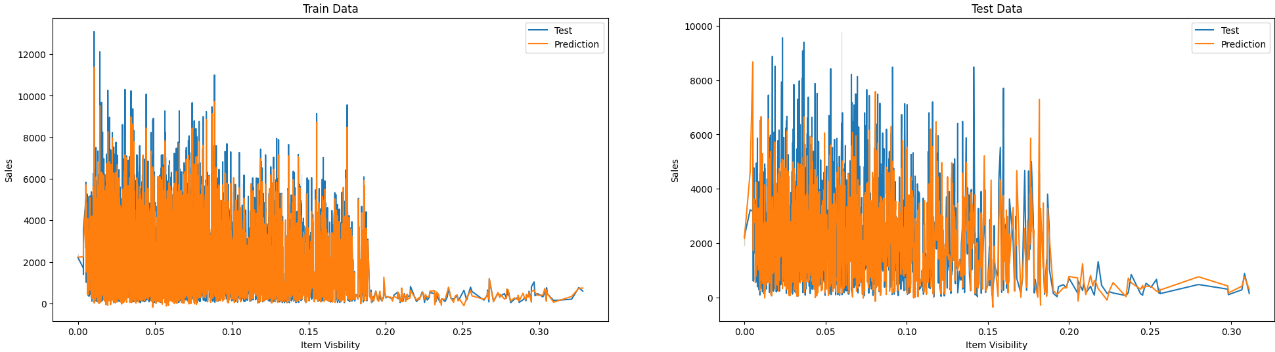 Train Data
Test
Prediction
12000
10000
8000
6000
4000
2000
0
Sales
0.00 0.05 0.10 0.15 0.20 0.25 0.30
Item Visbility
Test Data
Test
Prediction
10000
8000
6000
4000
2000
0
Sales
0.00 0.05 0.10 0.15 0.20 0.25 0.30
Item Visibility